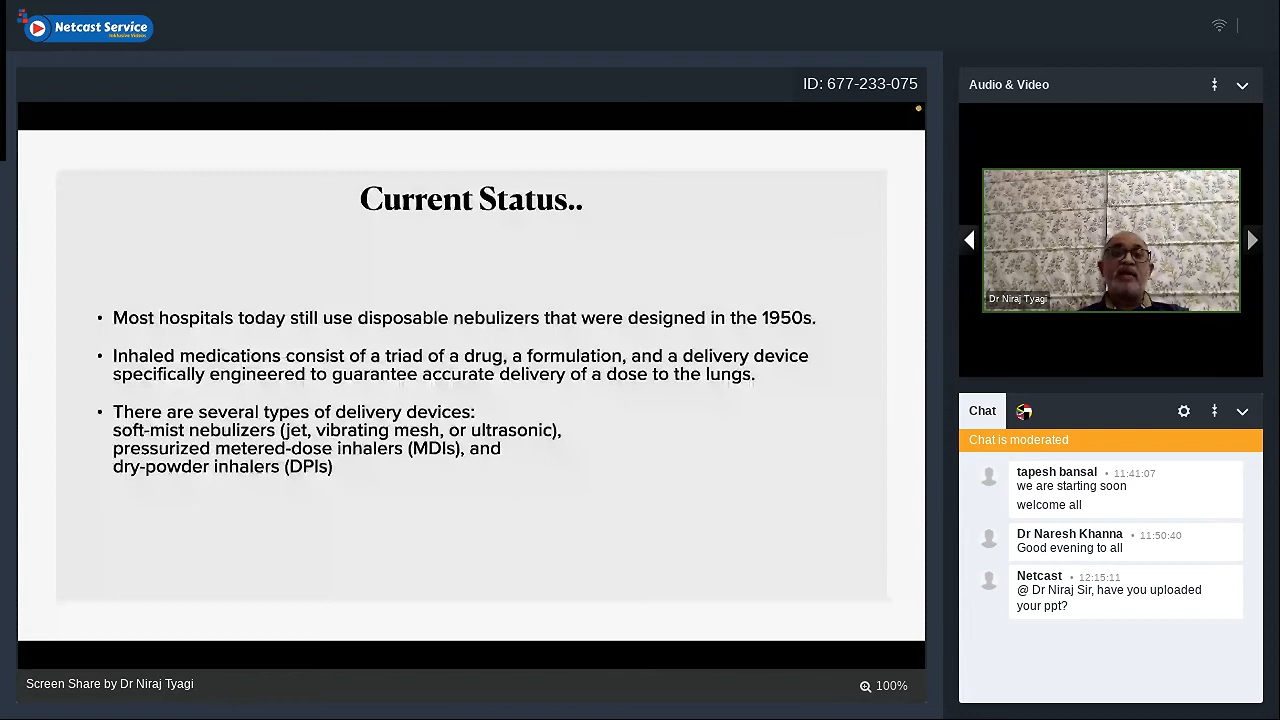 Netcast Service
Inklusive Videos
ID: 677-233-075
Current Status..
• Most hospitals today still use disposable nebulizers that were designed in the 1950s.
• Inhaled medications consist of a triad of a drug, a formulation, and a delivery device
specifically engineered to guarantee accurate delivery of a dose to the lungs.
• There are several types of delivery devices:
soft-mist nebulizers (jet, vibrating mesh, or ultrasonic),
pressurized metered-dose inhalers (MDIs), and
dry-powder inhalers (DPIs)
Screen Share by Dr Niraj Tyagi
100%
Audio & Video
Dr Niraj Tyagi
Chat
Chat is moderated
tapesh bansal • 11:41:07
we are starting soon
welcome all
Dr Naresh Khanna • 11:50:40
Good evening to all
Netcast • 12:15:11
@ Dr Niraj Sir, have you uploaded
your ppt?